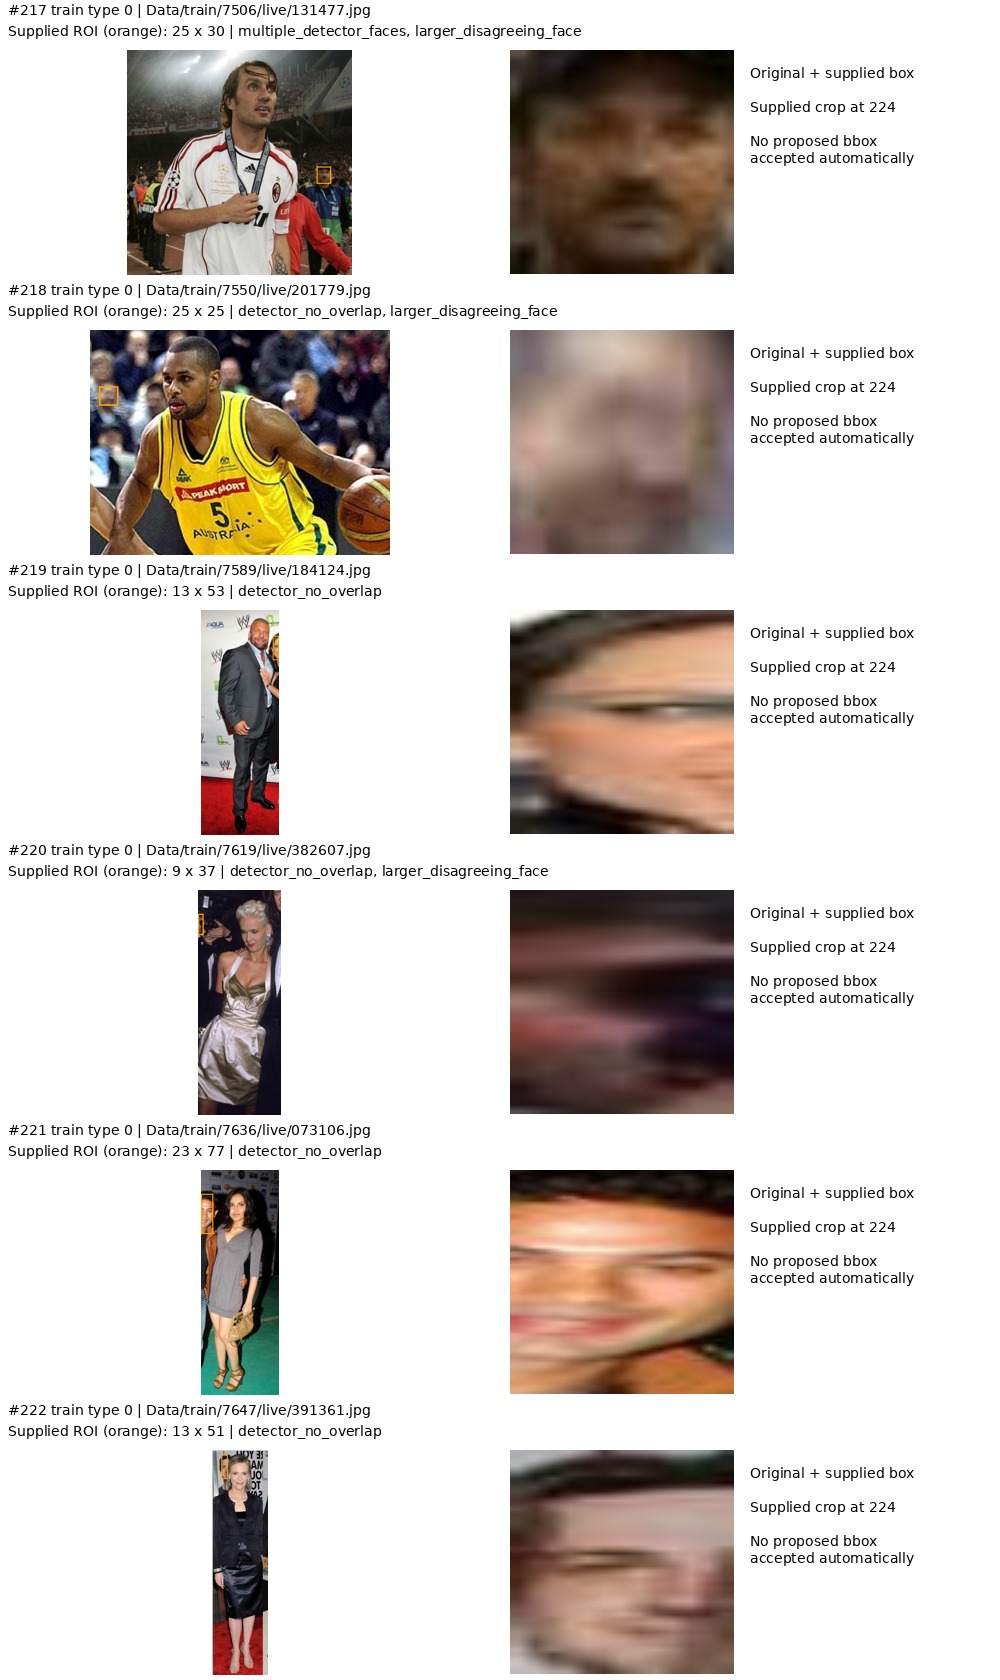 #217 train type 0 | Data/train/7506/live/131477.jpg
Supplied ROI (orange): 25 x 30 | multiple_detector_faces, larger_disagreeing_face
Original + supplied box
Supplied crop at 224
No proposed bbox
accepted automatically
#218 train type 0 | Data/train/7550/live/201779.jpg
Supplied ROI (orange): 25 x 25 | detector_no_overlap, larger_disagreeing_face
Original + supplied box
Supplied crop at 224
No proposed bbox
accepted automatically
PEAK
PEAK SPORT
5
AUSTRALIA
#219 train type 0 | Data/train/7589/live/184124.jpg
Supplied ROI (orange): 13 x 53 | detector_no_overlap
Original + supplied box
Supplied crop at 224
No proposed bbox
accepted automatically
#220 train type 0 | Data/train/7619/live/382607.jpg
Supplied ROI (orange): 9 x 37 | detector_no_overlap, larger_disagreeing_face
Original + supplied box
Supplied crop at 224
No proposed bbox
accepted automatically
#221 train type 0 | Data/train/7636/live/073106.jpg
Supplied ROI (orange): 23 x 77 | detector_no_overlap
Original + supplied box
Supplied crop at 224
No proposed bbox
accepted automatically
#222 train type 0 | Data/train/7647/live/391361.jpg
Supplied ROI (orange): 13 x 51 | detector_no_overlap
Original + supplied box
Supplied crop at 224
No proposed bbox
accepted automatically